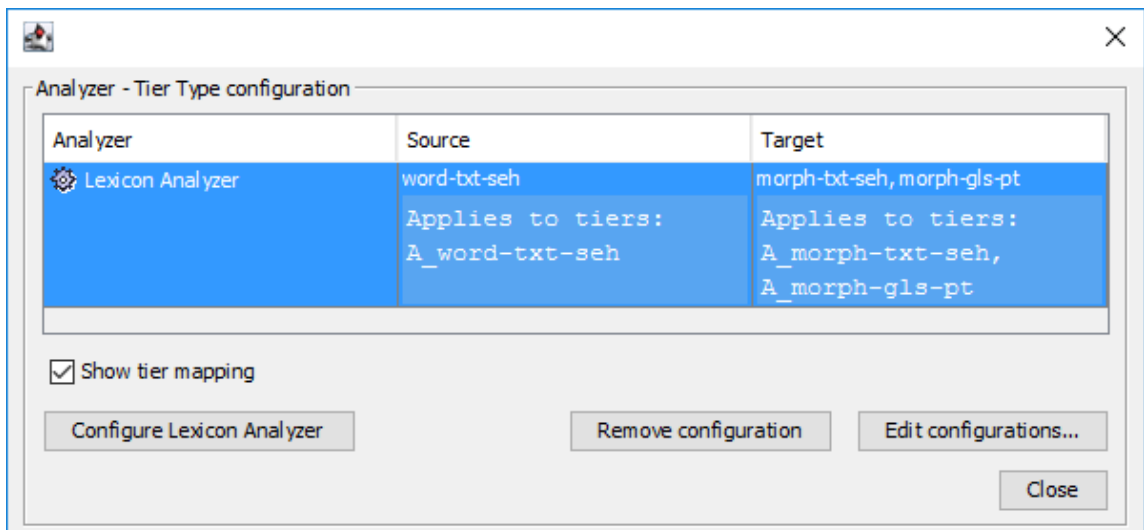 Analyzer - Tier Type configuration
Analyzer Source Target
Lexicon Analyzer word-txt-seh morph-txt-seh, morph-gls-pt
Applies to tiers: Applies to tiers:
A_word-txt-seh A_morph-txt-seh,
A_morph-gls-pt
Show tier mapping
Configure Lexicon Analyzer Remove configuration Edit configurations...
Close